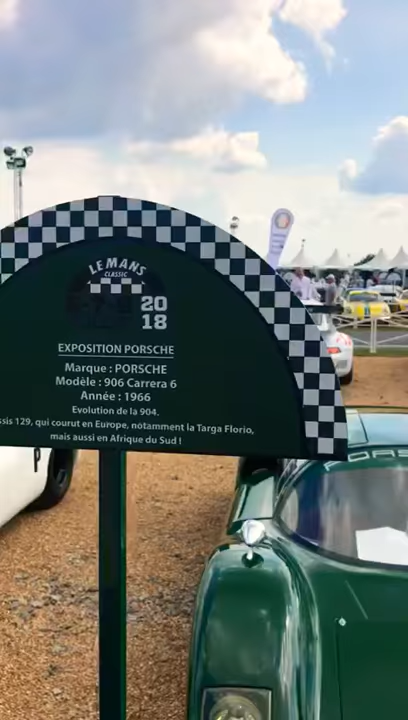 LE MANS
CLASSIC
20
18
EXPOSITION PORSCHE
Marque : PORSCHE
Modèle : 906 Carrera 6
Année : 1966
Evolution de la 904.
ssis 129, qui courut en Europe, notamment la Targa Florio,
mais aussi en Afrique du Sud !
P
PORSCHE